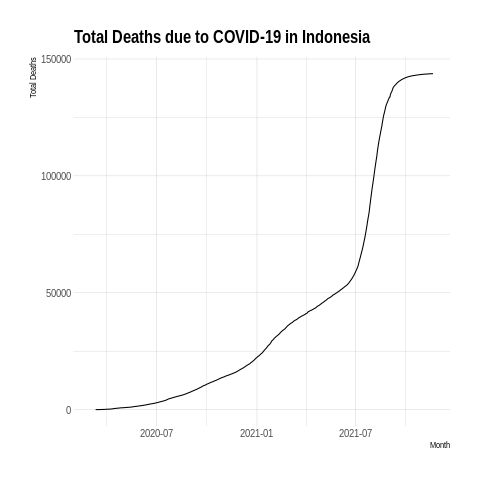 Total Deaths due to COVID-19 in Indonesia
Total Deaths
150000
100000
50000
0
2020-07 2021-01 2021-07
Month